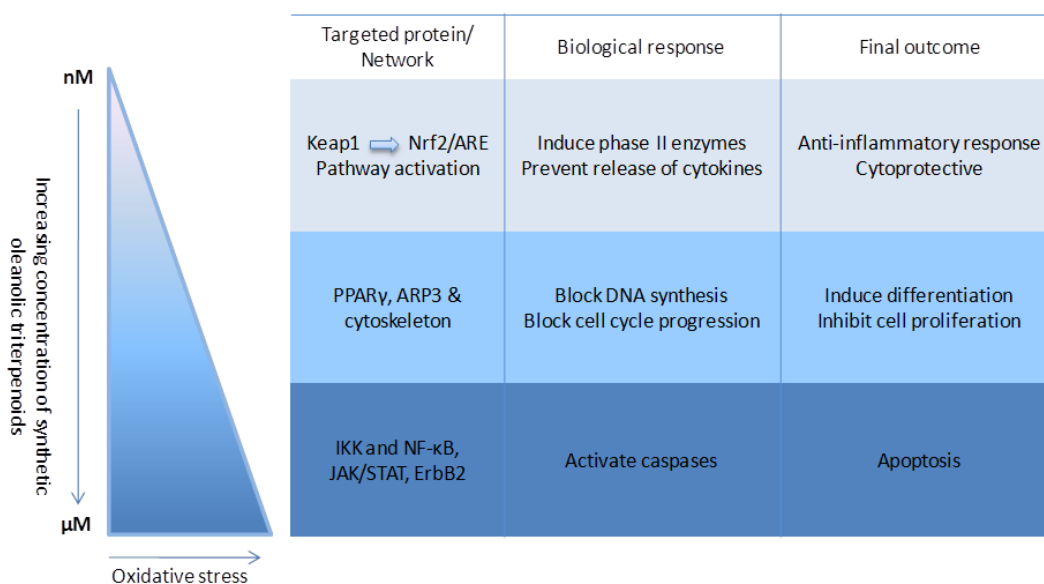 Targeted protein/
Network
Biological response
Final outcome
nM
Increasing concentration of synthetic
oleanolic triterpenoids
µM
Oxidative stress
Keap1 Nrf2/ARE
Pathway activation
Induce phase II enzymes
Prevent release of cytokines
Anti-inflammatory response
Cytoprotective
PPARγ, ARP3 &
cytoskeleton
Block DNA synthesis
Block cell cycle progression
Induce differentiation
Inhibit cell proliferation
IKK and NF-κB,
JAK/STAT, ErbB2
Activate caspases
Apoptosis